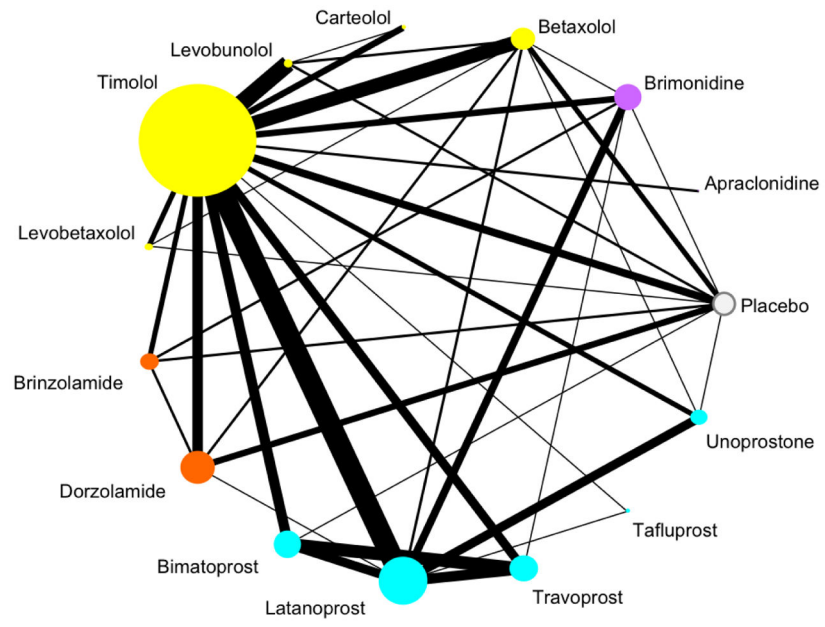 Carteolol
Betaxolol
Levobunolol
Timolol
Brimonidine
Apraclonidine
Levobetaxolol
Placebo
Brinzolamide
Unoprostone
Dorzolamide
Tafluprost
Bimatoprost
Travoprost
Latanoprost